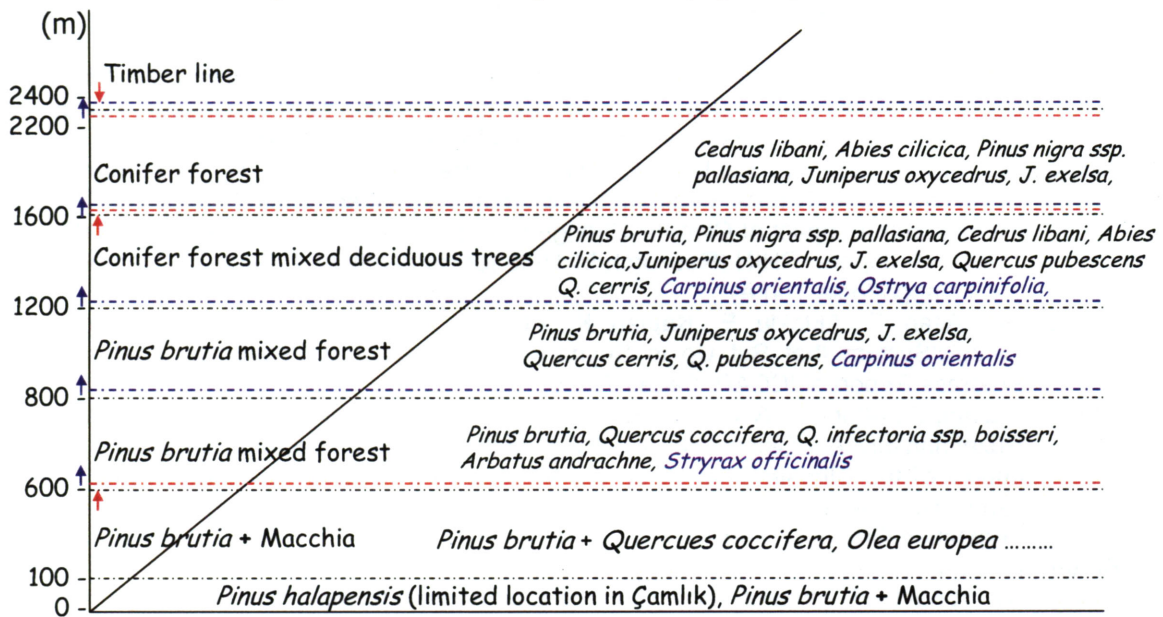 (m)
Timber line
2400
2200
Cedrus libani, Abies cilicica, Pinus nigra ssp.
pallasiana, Juniperus oxycedrus, J. exelsa,
Conifer forest
1600
Pinus brutia, Pinus nigra ssp. pallasiana, Cedrus libani, Abies
cilicica,Juniperus oxycedrus, J. exelsa, Quercus pubescens
Q. cerris, Carpinus orientalis, Ostrya carpinifolia,
Conifer forest mixed deciduous trees
1200
Pinus brutia, Juniperus oxycedrus, J. exelsa,
Quercus cerris, Q. pubescens, Carpinus orientalis
Pinus brutia mixed forest
800
Pinus brutia, Quercus coccifera, Q. infectoria ssp. boisseri,
Arbatus andrachne, Stryrax officinalis
Pinus brutia mixed forest
600
Pinus brutia + Macchia
Pinus brutia + Quercues coccifera, Olea europea .........
100
Pinus halapensis (limited location in Çamlık), Pinus brutia + Macchia
0